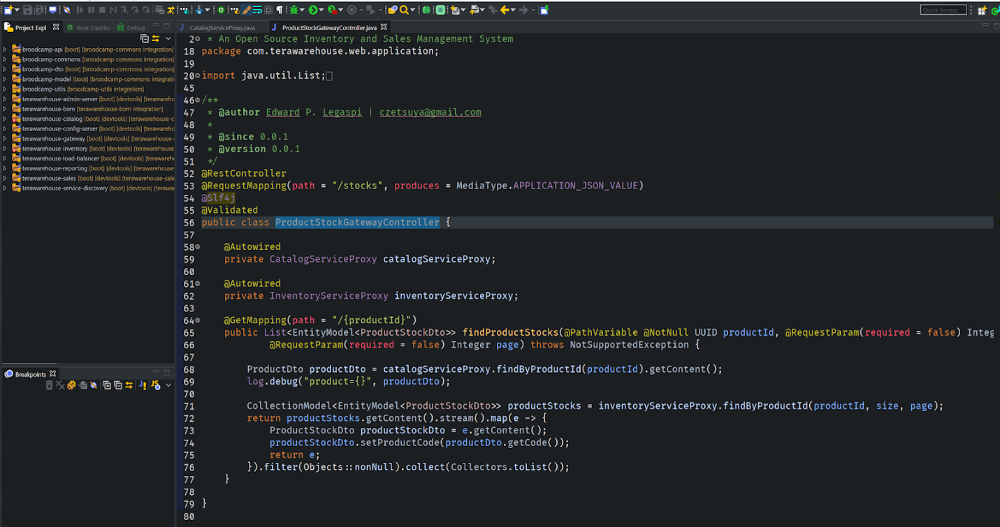 Quick Access
Project Expl
Boot Dashbo
Debug
CatalogServiceProxy.java
ProductStockGatewayController.java
broodcamp-api [boot] [broodcamp-commons integration]
broodcamp-commons [broodcamp-commons integration]
broodcamp-dto [boot] [broodcamp-commons integration]
broodcamp-model [boot] [broodcamp-commons integrati
broodcamp-utils [broodcamp-utils integration]
terawarehouse-admin-server [boot] [devtools] [terawareho
terawarehouse-bom [terawarehouse-bom integration]
terawarehouse-catalog [boot] [devtools] [terawarehouse-c
terawarehouse-config-server [boot] [devtools] [terawareho
terawarehouse-gateway [boot] [devtools] [terawarehouse-
terawarehouse-inventory [boot] [devtools] [terawarehouse
terawarehouse-load-balancer [boot] [devtools] [terawareh
terawarehouse-reporting [boot] [devtools] [terawarehouse
terawarehouse-sales [boot] [devtools] [terawarehouse-sale
terawarehouse-service-discovery [boot] [devtools] [terawa
Breakpoints
2 * An Open Source Inventory and Sales Management System
18 package com.terawarehouse.web.application;
19
20 import java.util.List;
45
46 /**
47 * @author Edward P. Legaspi | czetsuya@gmail.com
48 *
49 * @since 0.0.1
50 * @version 0.0.1
51 */
52 @RestController
53 @RequestMapping(path = "/stocks", produces = MediaType.APPLICATION_JSON_VALUE)
54 @Slf4j
55 @Validated
56 public class ProductStockGatewayController {
57
58 @Autowired
59 private CatalogServiceProxy catalogServiceProxy;
60
61 @Autowired
62 private InventoryServiceProxy inventoryServiceProxy;
63
64 @GetMapping(path = "/{productId}")
65 public List<EntityModel<ProductStockDto>> findProductStocks(@PathVariable @NotNull UUID productId, @RequestParam(required = false) Integ
66 @RequestParam(required = false) Integer page) throws NotSupportedException {
67
68 ProductDto productDto = catalogServiceProxy.findByProductId(productId).getContent();
69 log.debug("product={}", productDto);
70
71 CollectionModel<EntityModel<ProductStockDto>> productStocks = inventoryServiceProxy.findByProductId(productId, size, page);
72 return productStocks.getContent().stream().map(e -> {
73 ProductStockDto productStockDto = e.getContent();
74 productStockDto.setProductCode(productDto.getCode());
75 return e;
76 }).filter(Objects::nonNull).collect(Collectors.toList());
77 }
78
79 }
80